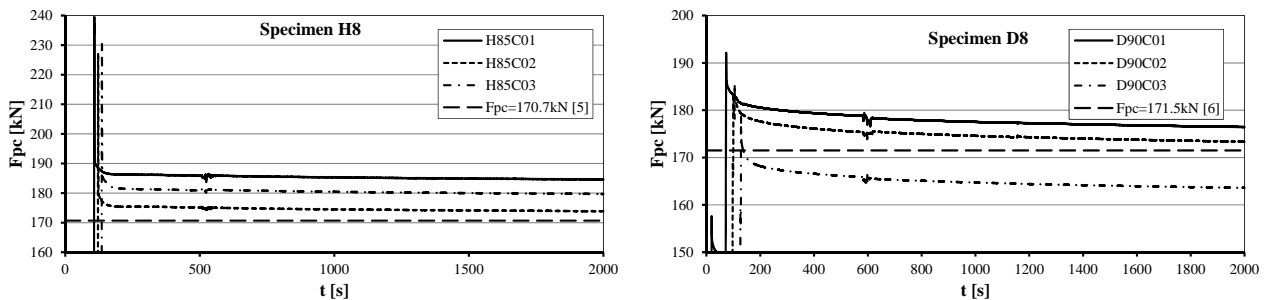 Specimen H8
240
230
220
210
200
190
180
170
160
Fpc [kN]
H85C01
H85C02
H85C03
Fpc=170.7kN [5]
0 500 1000 1500 2000
t [s]
Specimen D8
200
190
180
170
160
150
Fpc [kN]
D90C01
D90C02
D90C03
Fpc=171.5kN [6]
0 200 400 600 800 1000 1200 1400 1600 1800 2000
t [s]